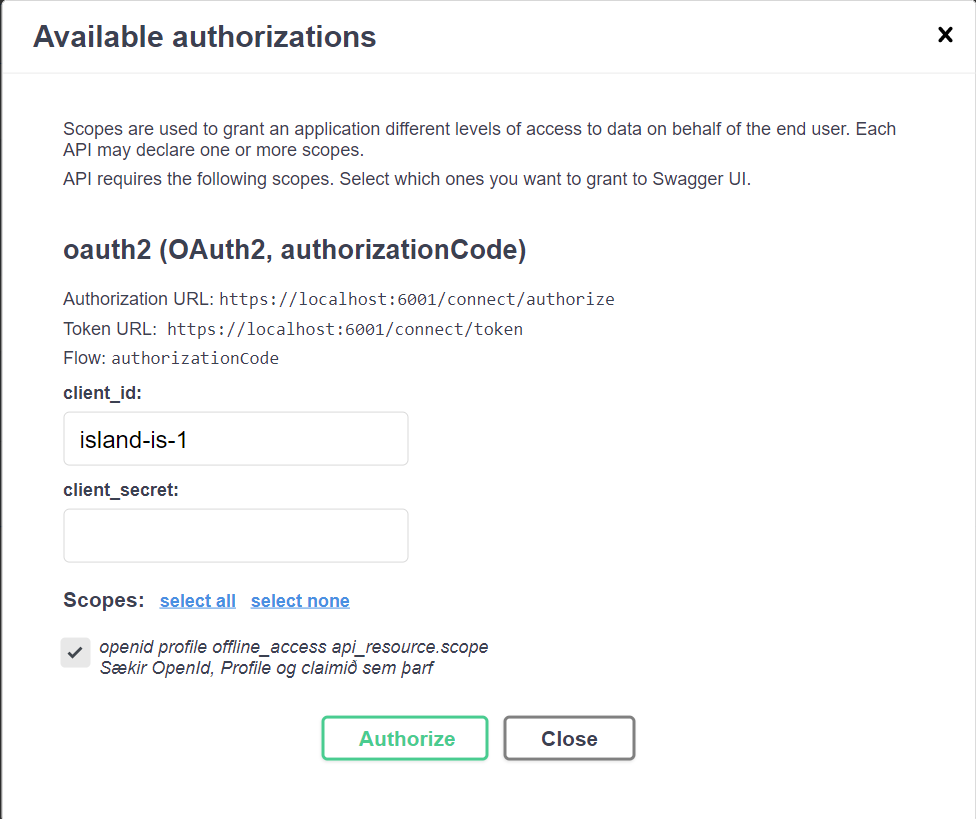 Available authorizations
Scopes are used to grant an application different levels of access to data on behalf of the end user. Each
API may declare one or more scopes.
API requires the following scopes. Select which ones you want to grant to Swagger UI.
oauth2 (OAuth2, authorizationCode)
Authorization URL: https://localhost:6001/connect/authorize
Token URL: https://localhost:6001/connect/token
Flow: authorizationCode
client_id:
island-is-1
client_secret:
Scopes: select all select none
openid profile offline_access api_resource.scope
Sækir OpenId, Profile og claimið sem þarf
Authorize Close